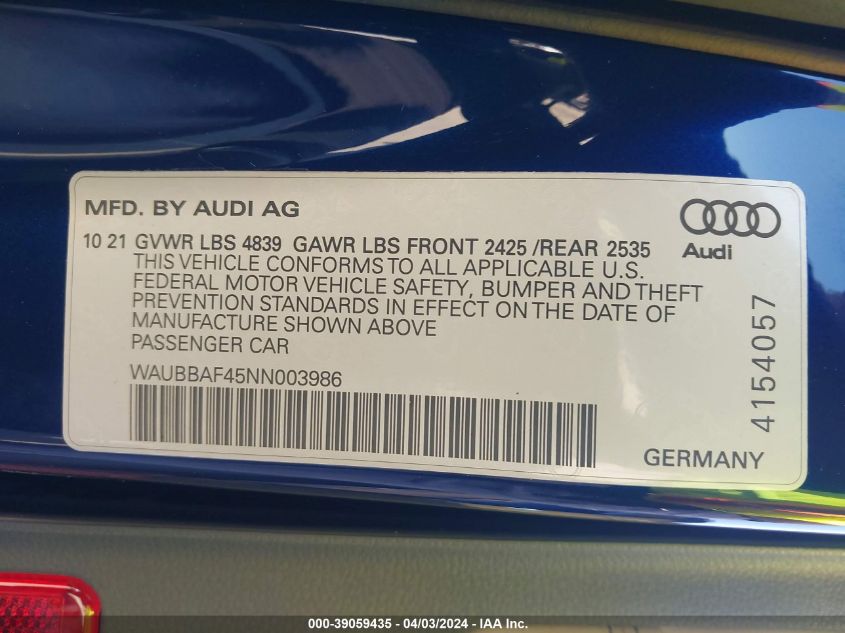 MFD. BY AUDI AG
10 21 GVWR LBS 4839 GAWR LBS FRONT 2425 /REAR 2535
THIS VEHICLE CONFORMS TO ALL APPLICABLE U.S.
FEDERAL MOTOR VEHICLE SAFETY, BUMPER AND THEFT
PREVENTION STANDARDS IN EFFECT ON THE DATE OF
MANUFACTURE SHOWN ABOVE
PASSENGER CAR
WAUBBAF45NN003986
Audi
4154057
GERMANY
000-39059435 - 04/03/2024 - IAA Inc.